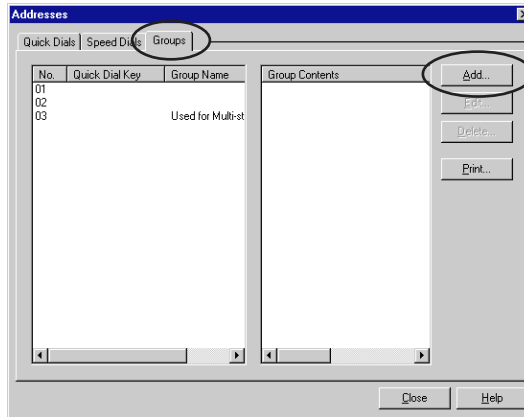 Addresses
Quick Dials Speed Dials Groups
No. Quick Dial Key Group Name Group Contents Add...
01
02 Edit...
03 Used for Multi-st
Delete...
Print...
Close Help